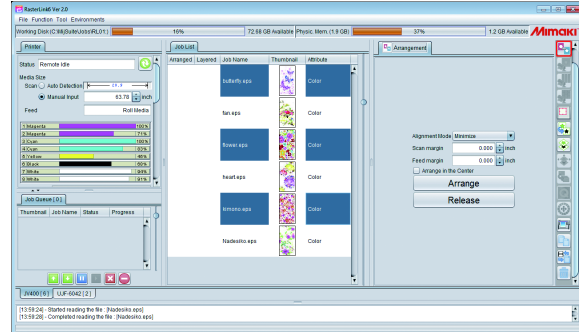 RasterLink6 Ver 2.0
File Function Tool Environments
Working Disk (C:\MijSuite\Jobs\RL01:) 16% 72.68 GB Available Physic. Mem. (1.9 GB) 37% 1.2 GB Available MIMAKI
Printer
Status Remote Idle
Media Size
Scan Auto Detection
Manual Input 63.78 inch
Feed Roll Media
1 Magenta 100%
2 Magenta 71%
3 Cyan 100%
4 Cyan 83%
5 Yellow 46%
6 Black 80%
7 White 94%
8 White 91%
Job Queue [ 0 ]
Thumbnail Job Name Status Progress
Job List
Arranged Layered Job Name Thumbnail Attribute
butterfly.eps Color
fan.eps Color
flower.eps Color
heart.eps Color
kimono.eps Color
Nadesiko.eps Color
Arrangement
Alignment Mode Minimize
Scan margin 0.000 inch
Feed margin 0.000 inch
Arrange in the Center
Arrange
Release
JV400 [ 6 ] UJF-6042 [ 2 ]
[13:59:24] - Started reading the file : [Nadesiko.eps]
[13:59:28] - Completed reading the file : [Nadesiko.eps]